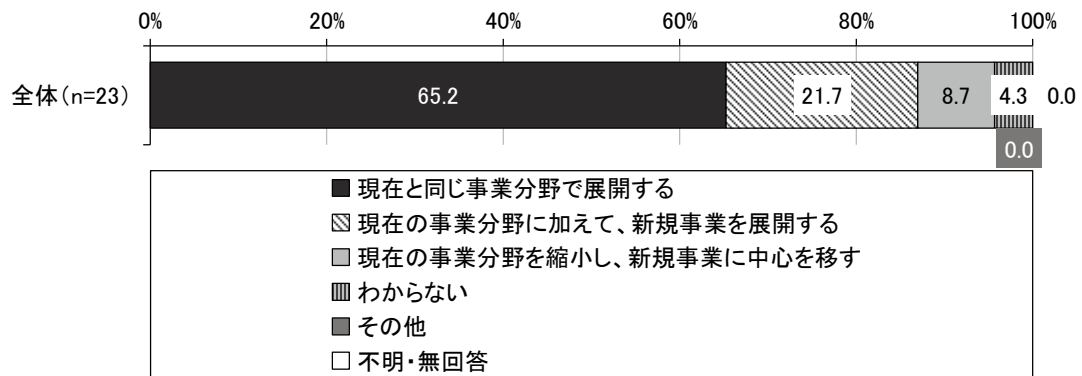 0% 20% 40% 60% 80% 100%
全体(n=23) 65.2 21.7 8.7 4.3 0.0
0.0
現在と同じ事業分野で展開する
現在の事業分野に加えて、新規事業を展開する
現在の事業分野を縮小し、新規事業に中心を移す
わからない
その他
不明・無回答